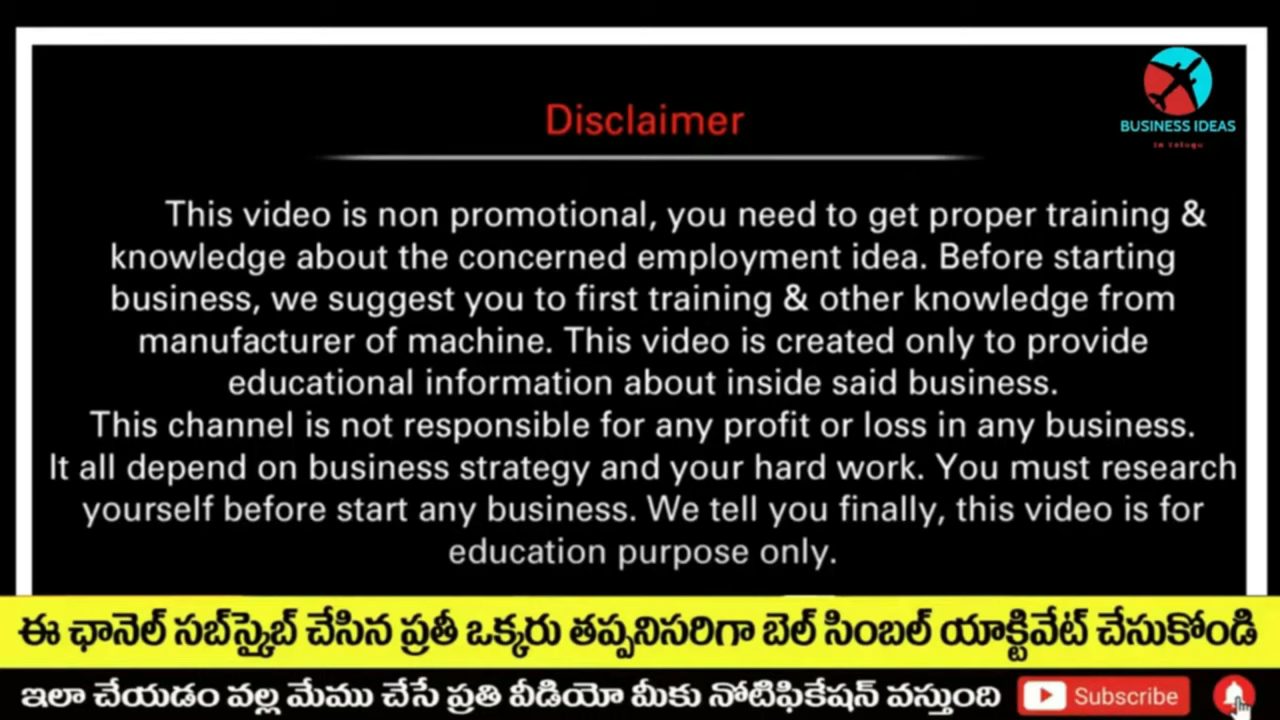 BUSINESS IDEAS
In telugu
Disclaimer
This video is non promotional, you need to get proper training &
knowledge about the concerned employment idea. Before starting
business, we suggest you to first training & other knowledge from
manufacturer of machine. This video is created only to provide
educational information about inside said business.
This channel is not responsible for any profit or loss in any business.
It all depend on business strategy and your hard work. You must research
yourself before start any business. We tell you finally, this video is for
education purpose only.
ఈ ఛానెల్ సబ్‌స్క్రైబ్ చేసిన ప్రతీ ఒక్కరు తప్పనిసరిగా బెల్ సింబల్ యాక్టివేట్ చేసుకోండి
ఇలా చేయడం వల్ల మేము చేసే ప్రతి వీడియో మీకు నోటిఫికేషన్ వస్తుంది
Subscribe